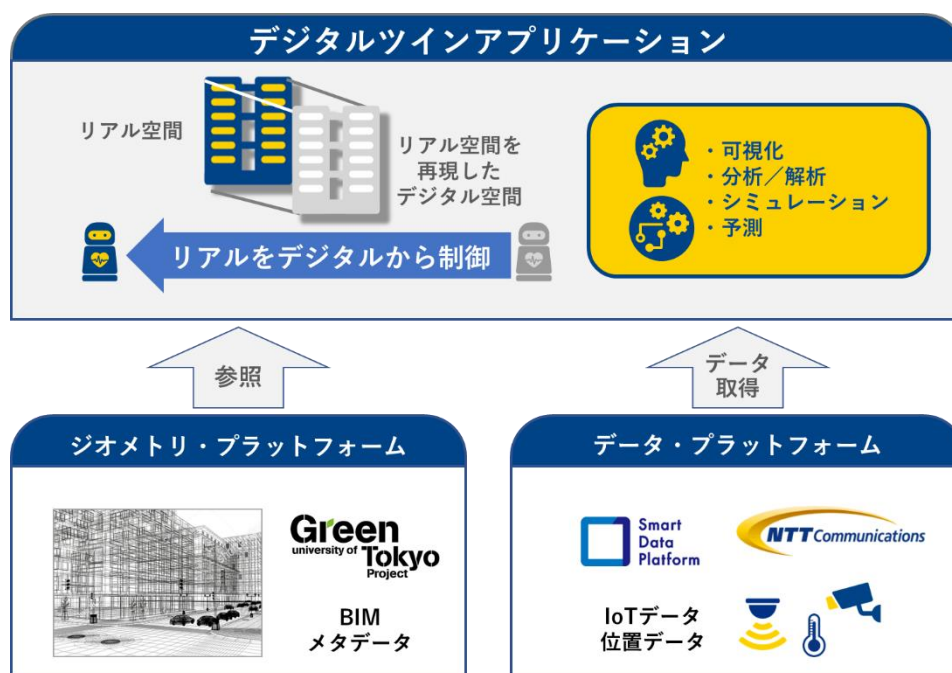 デジタルツインアプリケーション
リアル空間
リアル空間を
再現した
デジタル空間
リアルをデジタルから制御
・可視化
・分析／解析
・シミュレーション
・予測
参照
データ
取得
ジオメトリ・プラットフォーム
Green
university of Tokyo
Project
BIM
メタデータ
データ・プラットフォーム
Smart
Data
Platform
NTT Communications
IoTデータ
位置データ